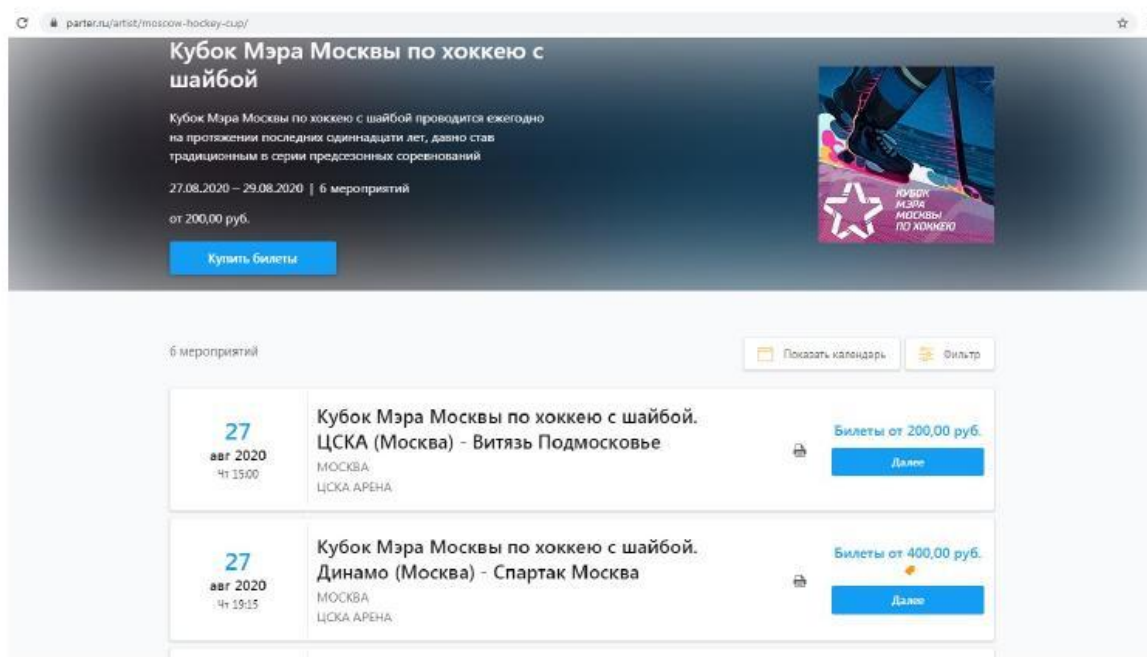 parter.ru/artist/moscow-hockey-cup/
Кубок Мэра Москвы по хоккею с
шайбой
Кубок Мэра Москвы по хоккею с шайбой проводится ежегодно
на протяжении последних одиннадцати лет, давно став
традиционным в серии предсезонных соревнований
27.08.2020 – 29.08.2020 | 6 мероприятий
от 200,00 руб.
Купить билеты
КУБОК
МЭРА
МОСКВЫ
ПО ХОККЕЮ
6 мероприятий
Показать календарь
Фильтр
27
авг 2020
Чт 15:00
Кубок Мэра Москвы по хоккею с шайбой.
ЦСКА (Москва) - Витязь Подмосковье
МОСКВА
ЦСКА АРЕНА
Билеты от 200,00 руб.
Далее
27
авг 2020
Чт 19:15
Кубок Мэра Москвы по хоккею с шайбой.
Динамо (Москва) - Спартак Москва
МОСКВА
ЦСКА АРЕНА
Билеты от 400,00 руб.
Далее